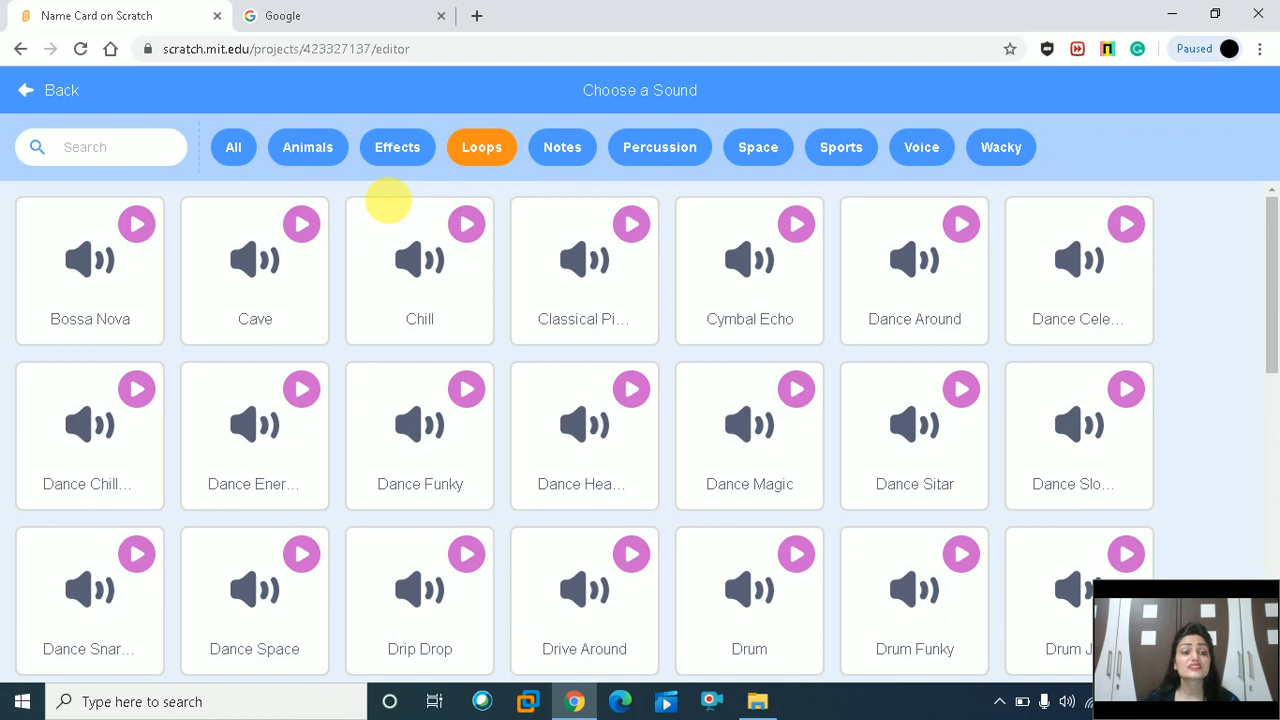 Name Card on Scratch
Google
scratch.mit.edu/projects/423327137/editor
Paused
Back
Choose a Sound
Search
All
Animals
Effects
Loops
Notes
Percussion
Space
Sports
Voice
Wacky
Bossa Nova
Cave
Chill
Classical Pi...
Cymbal Echo
Dance Around
Dance Cele...
Dance Chill...
Dance Ener...
Dance Funky
Dance Hea...
Dance Magic
Dance Sitar
Dance Slo...
Dance Snar...
Dance Space
Drip Drop
Drive Around
Drum
Drum Funky
Drum J
Type here to search